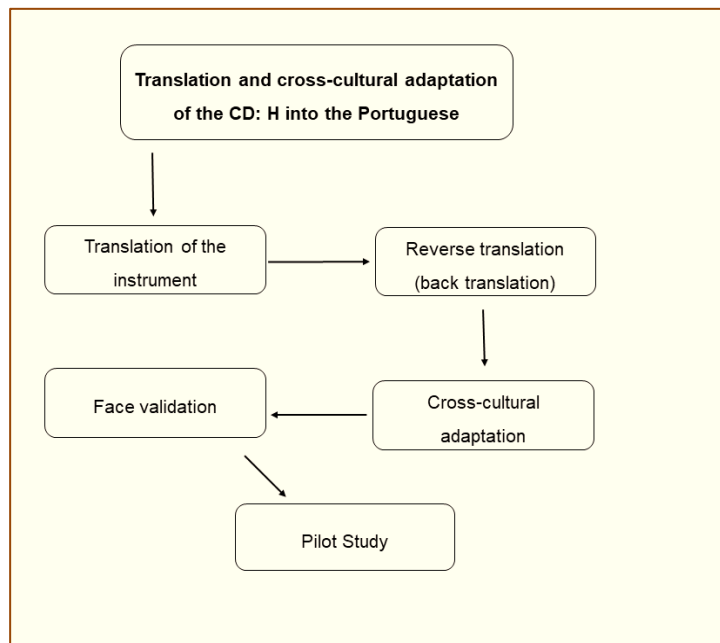 Translation and cross-cultural adaptation
of the CD: H into the Portuguese
Translation of the
instrument
Reverse translation
(back translation)
Cross-cultural
adaptation
Face validation
Pilot Study